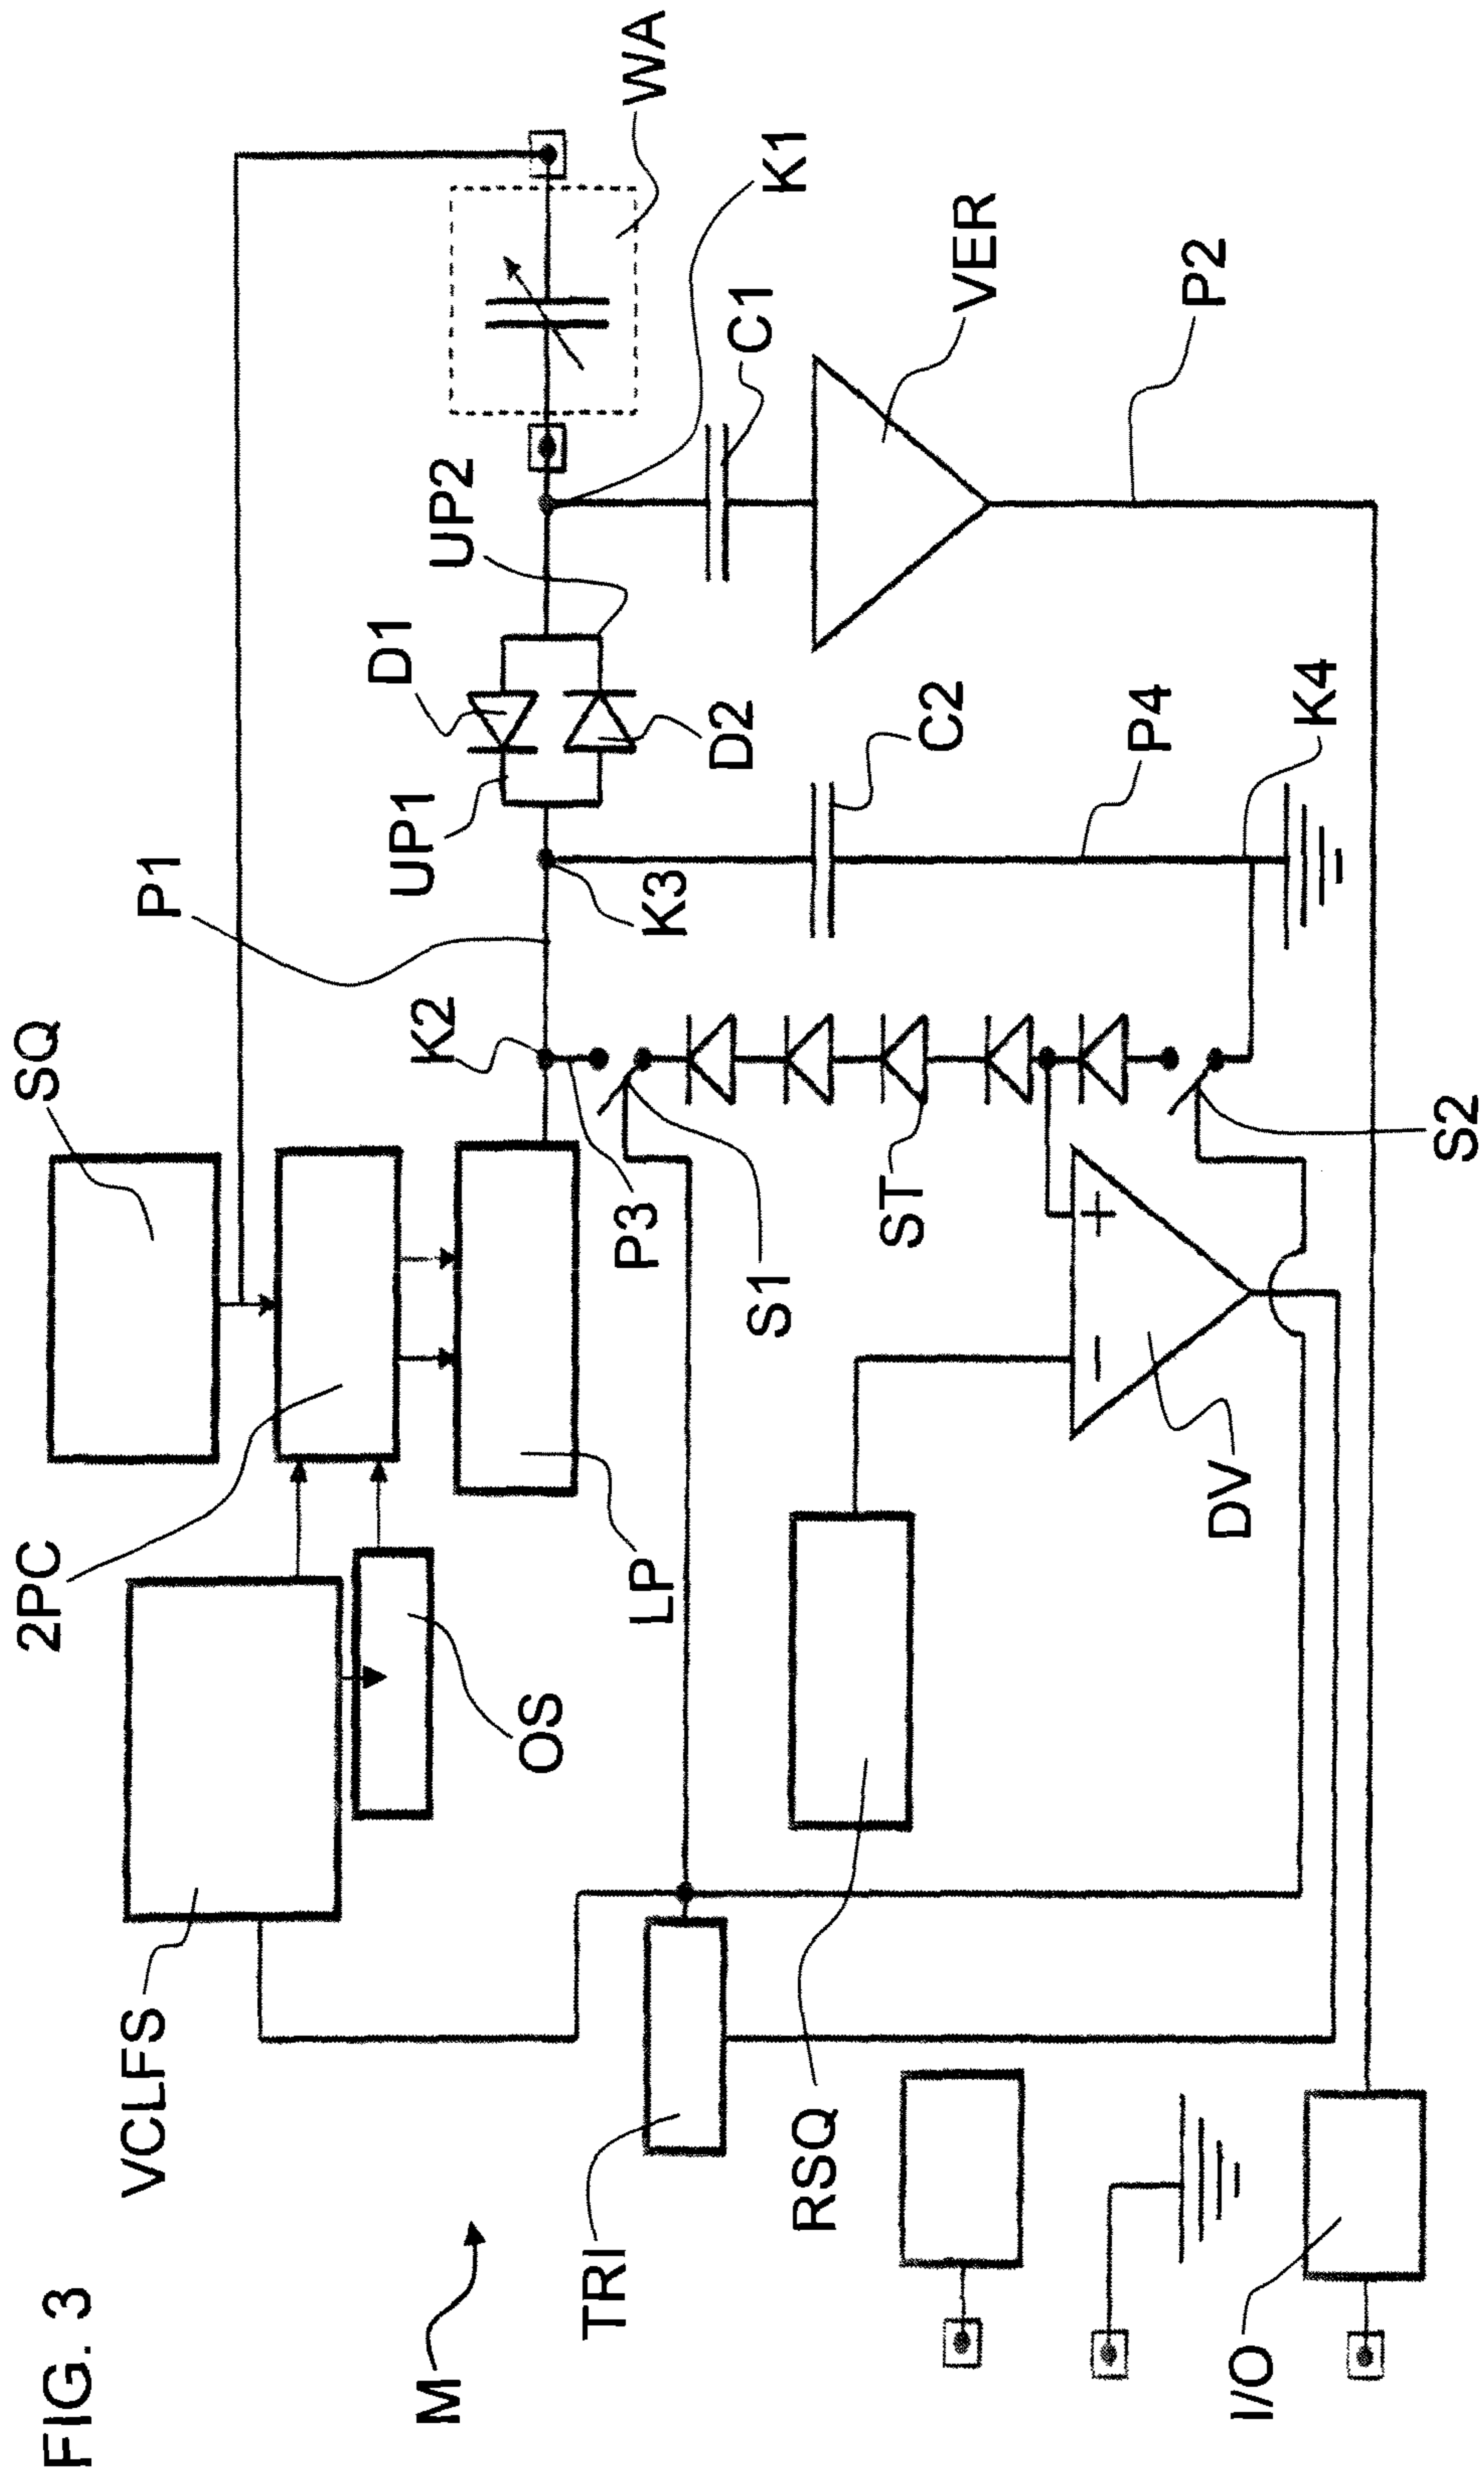 FIG. 3
M
VCLFS
2PC
SQ
P1
OS
LP
K2
UP1
D1
UP2
WA
K1
TRI
RSQ
P3
S1
ST
K3
D2
C2
C1
VER
+
−
DV
P4
K4
P2
I/O
S2